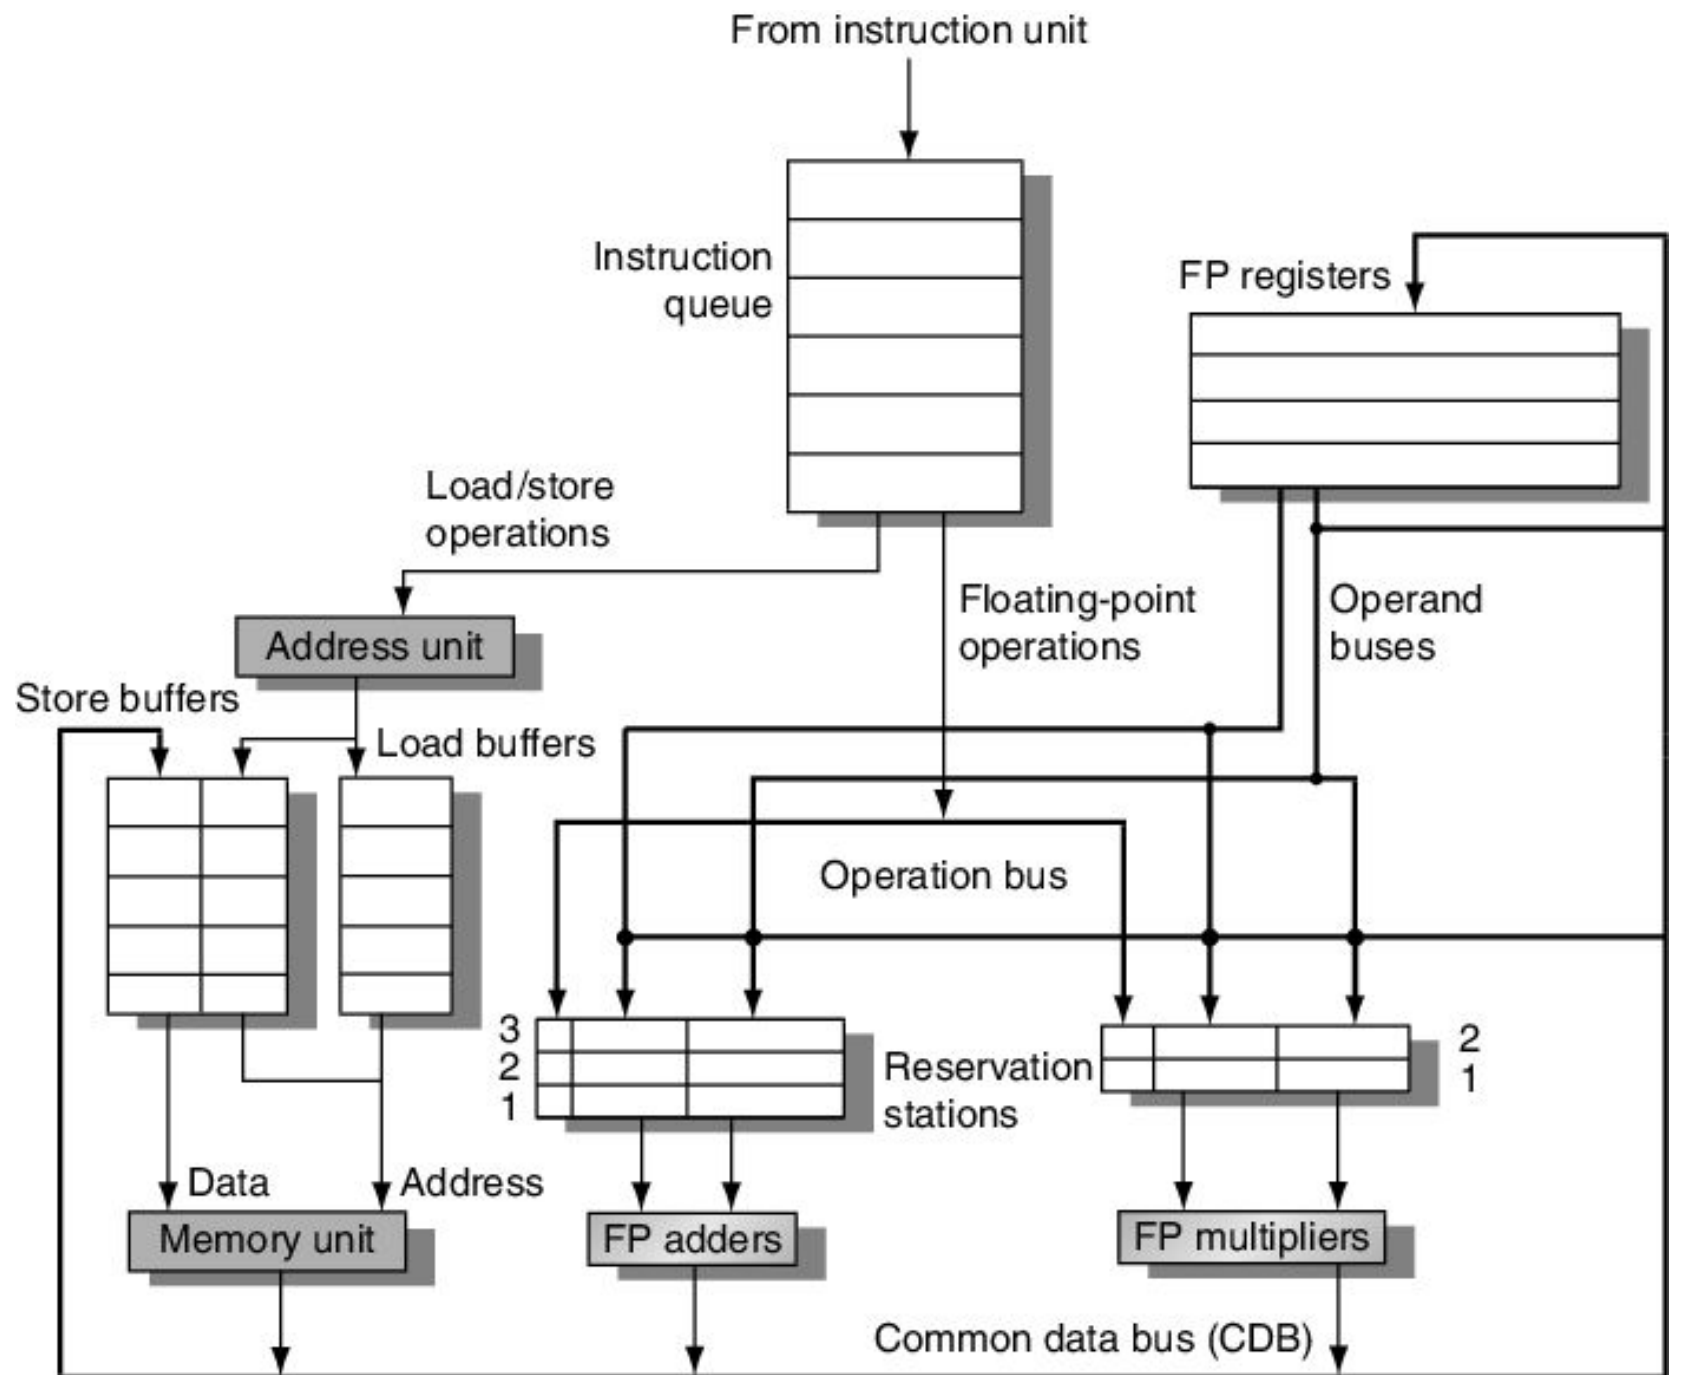 From instruction unit
Instruction
queue
FP registers
Load/store
operations
Floating-point
operations
Operand
buses
Address unit
Store buffers
Load buffers
Operation bus
3
2
1
Reservation
stations
2
1
Data
Address
Memory unit
FP adders
FP multipliers
Common data bus (CDB)